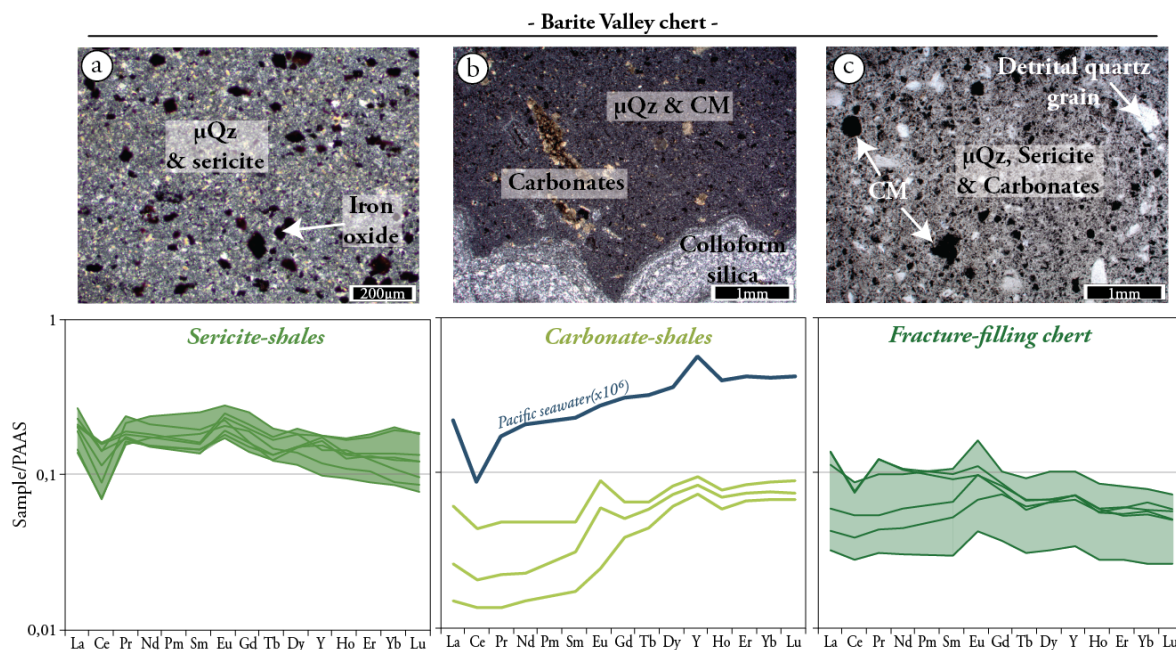 - Barite Valley chert -
a
µQz
& sericite
Iron
oxide
200µm
b
µQz & CM
Carbonates
Colloform
silica
1mm
c
Detrital quartz
grain
µQz, Sericite
& Carbonates
CM
1mm
Sample/PAAS
1
0,1
0,01
Sericite-shales
La Ce Pr Nd Pm Sm Eu Gd Tb Dy Y Ho Er Yb Lu
Carbonate-shales
Pacific seawater(x10⁶)
La Ce Pr Nd Pm Sm Eu Gd Tb Dy Y Ho Er Yb Lu
Fracture-filling chert
La Ce Pr Nd Pm Sm Eu Gd Tb Dy Y Ho Er Yb Lu